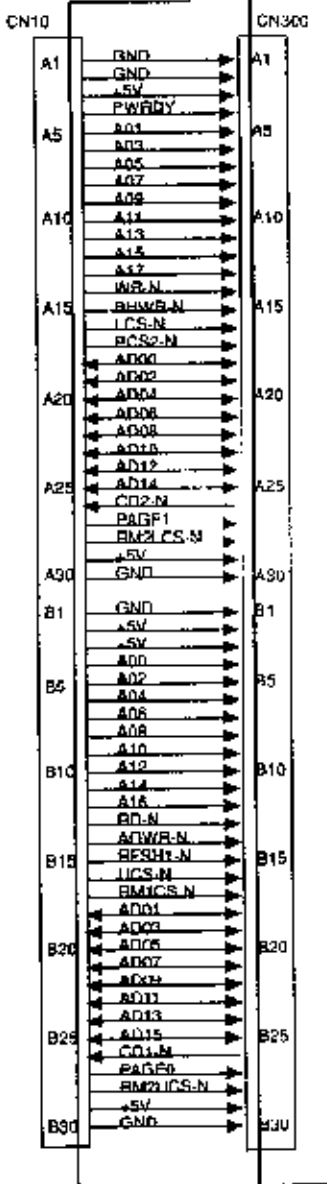 CN10 CN300
A1 GND A1
GND
+5V
PWRDY
A5 A01 A5
A03
A05
A07
A09
A10 A11 A10
A13
A15
A17
WR-N
A15 BHWR-N A15
LCS-N
PCS2-N
AD00
AD02
A20 AD04 A20
AD06
AD08
AD10
AD12
A25 AD14 A25
CD2-N
PAGE1
BM2LCS-N
+5V
A30 GND A30
B1 GND B1
+5V
+5V
A00
B5 A02 B5
A04
A06
A08
A10
B10 A12 B10
A14
A16
RD-N
ADWR-N
B15 RFSH1-N B15
UCS-N
BM1CS-N
AD01
AD03
B20 AD05 B20
AD07
AD09
AD11
AD13
B25 AD15 B25
CD1-N
PAGE0
BM2UCS-N
+5V
B30 GND B30